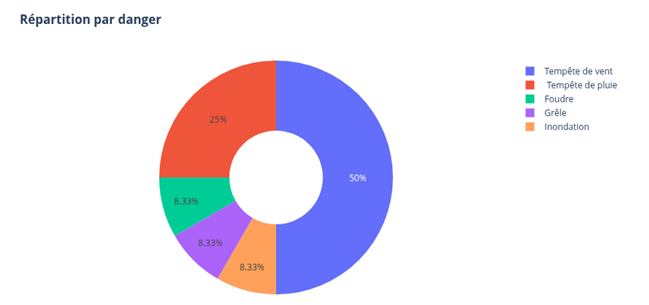 Répartition par danger
Tempête de vent
Tempête de pluie
Foudre
Grêle
Inondation
25%
50%
8.33%
8.33%
8.33%